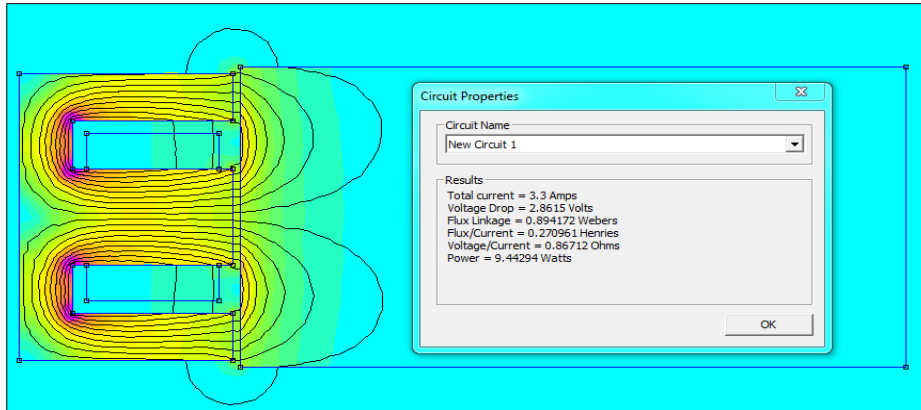 Circuit Properties
Circuit Name
New Circuit 1
Results
Total current = 3.3 Amps
Voltage Drop = 2.8615 Volts
Flux Linkage = 0.894172 Webers
Flux/Current = 0.270961 Henries
Voltage/Current = 0.86712 Ohms
Power = 9.44294 Watts
OK